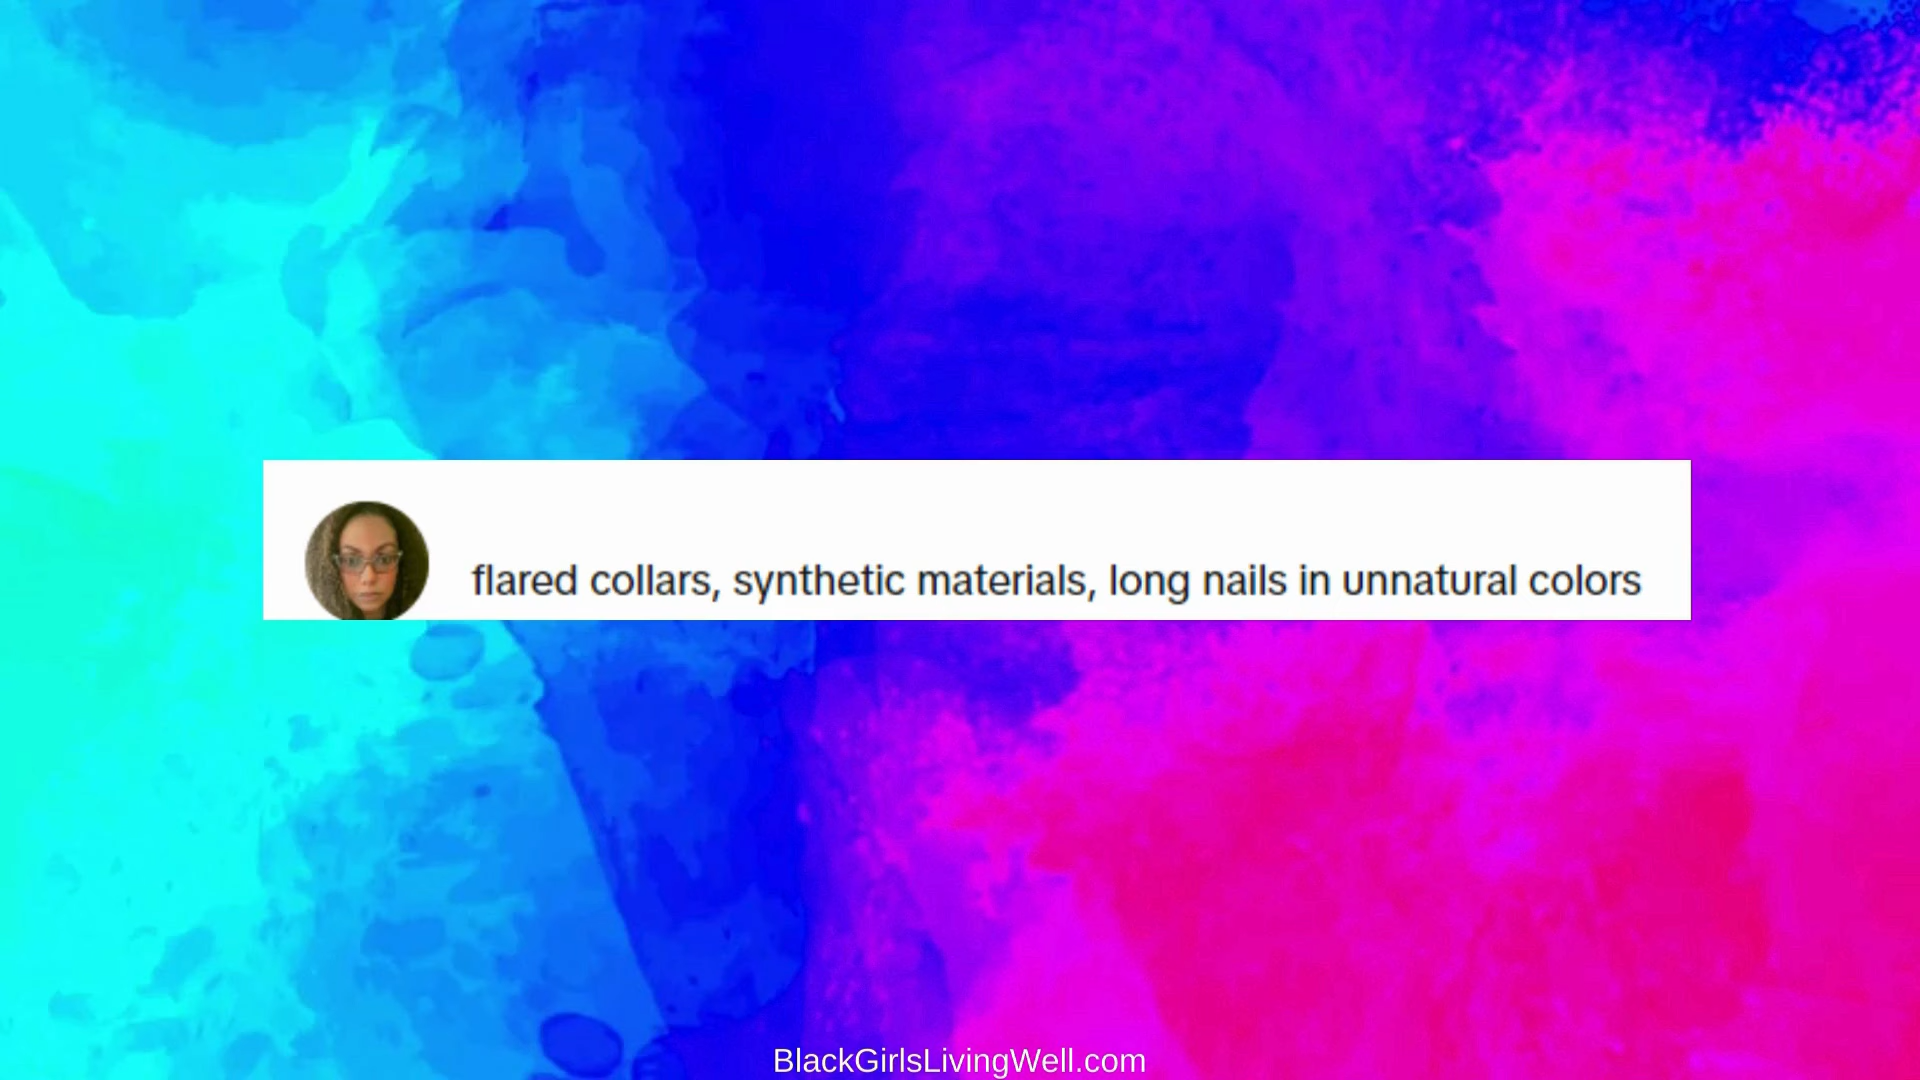 flared collars, synthetic materials, long nails in unnatural colors
BlackGirlsLivingWell.com